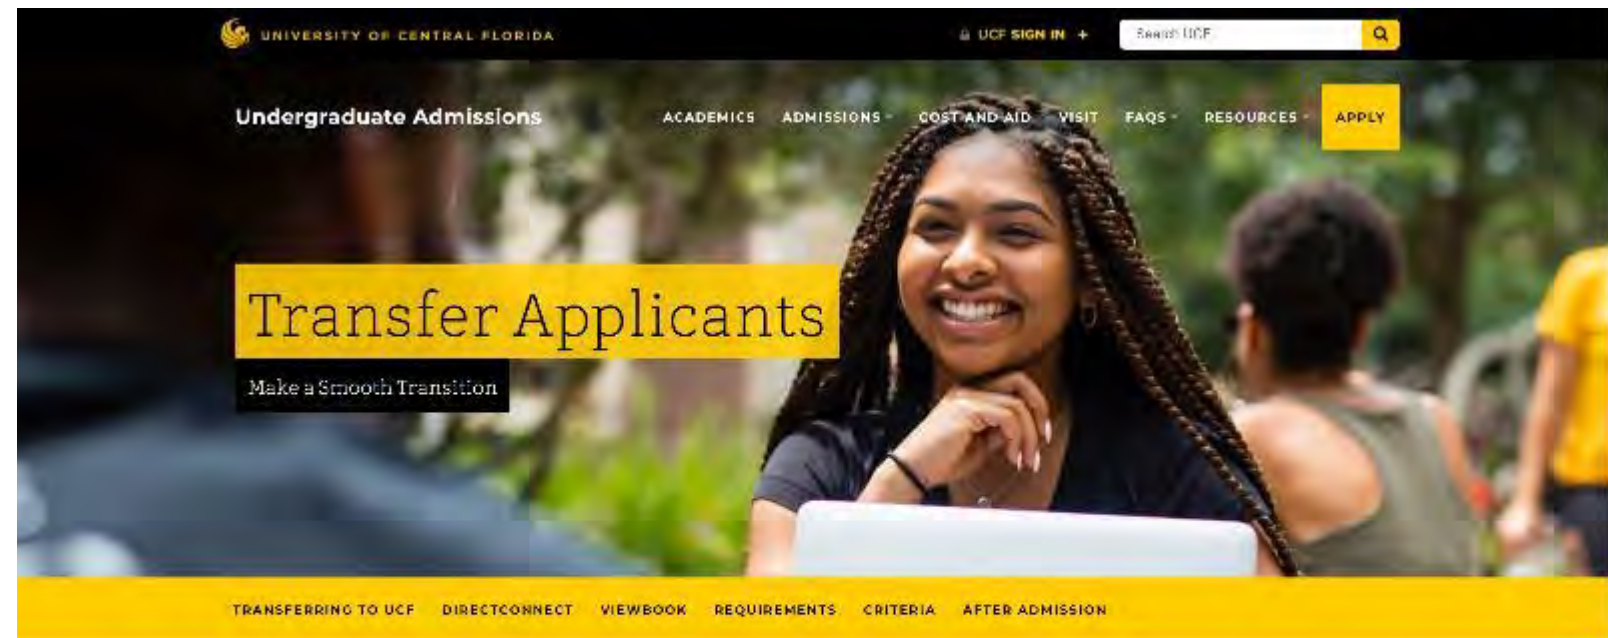 UNIVERSITY OF CENTRAL FLORIDA
UCF SIGN IN +
Search UCF
Undergraduate Admissions
ACADEMICS ADMISSIONS COST AND AID VISIT FAQS RESOURCES APPLY
Transfer Applicants
Make a Smooth Transition
TRANSFERRING TO UCF DIRECTCONNECT VIEWBOOK REQUIREMENTS CRITERIA AFTER ADMISSION